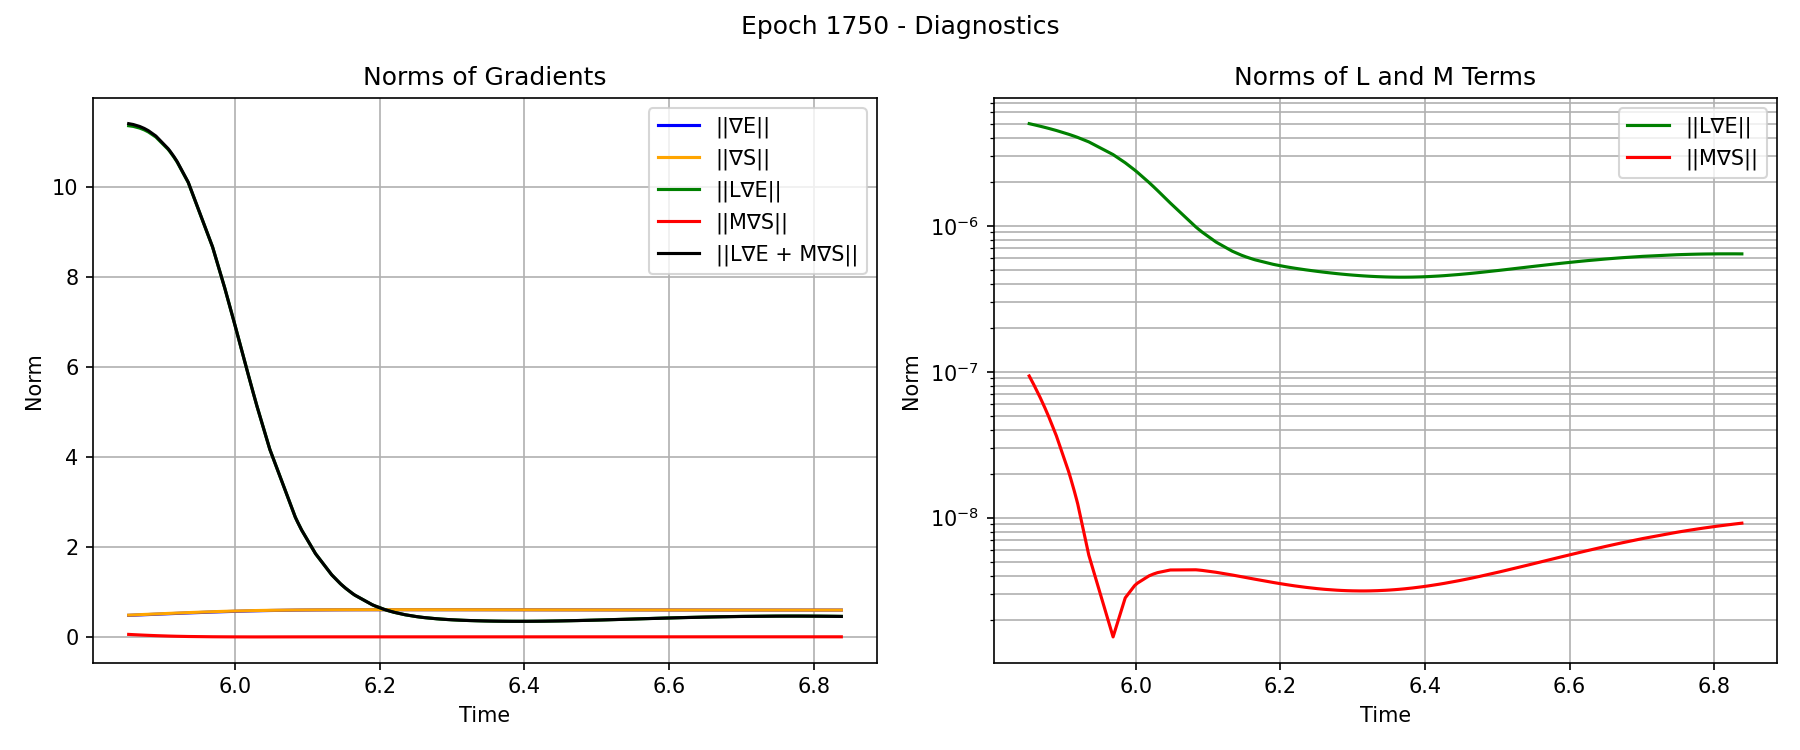 Epoch 1750 - Diagnostics
Norms of Gradients
||∇E||
||∇S||
||L∇E||
||M∇S||
||L∇E + M∇S||
10
8
6
4
2
0
Norm
6.0 6.2 6.4 6.6 6.8
Time
Norms of L and M Terms
||L∇E||
||M∇S||
10⁻⁶
10⁻⁷
10⁻⁸
Norm
6.0 6.2 6.4 6.6 6.8
Time